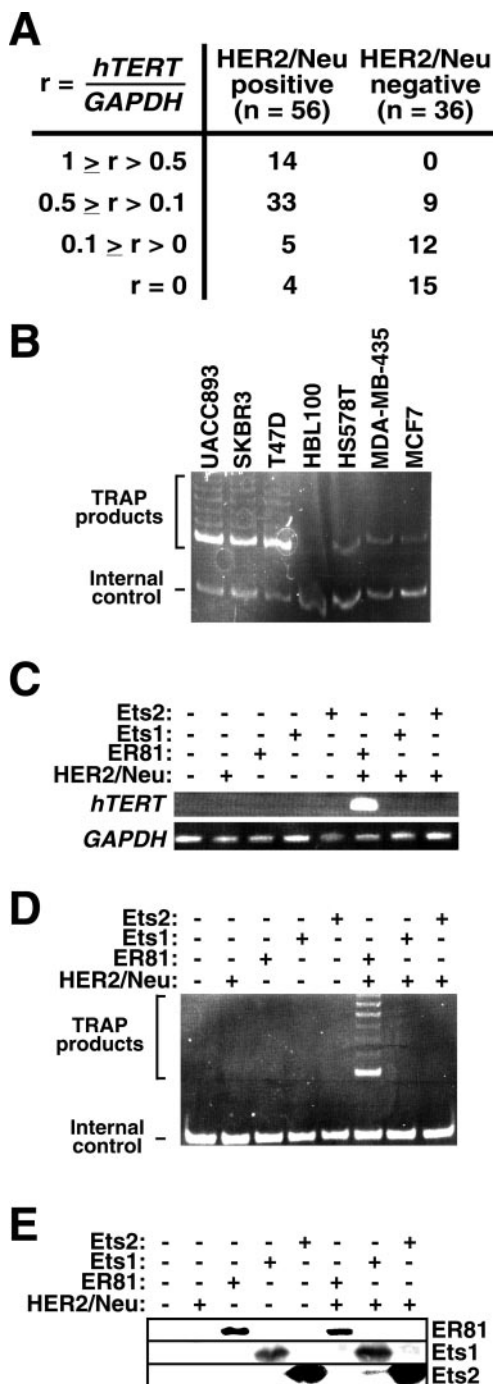 A
r = hTERT / GAPDH
HER2/Neu positive (n = 56)
HER2/Neu negative (n = 36)
1 ≥ r > 0.5 14 0
0.5 ≥ r > 0.1 33 9
0.1 ≥ r > 0 5 12
r = 0 4 15
B
UACC893
SKBR3
T47D
HBL100
HS578T
MDA-MB-435
MCF7
TRAP products
Internal control
C
Ets2: - - - - + - - +
Ets1: - - - + - - + -
ER81: - - + - - + - -
HER2/Neu: - + - - - + + +
hTERT
GAPDH
D
Ets2: - - - - + - - +
Ets1: - - - + - - + -
ER81: - - + - - + - -
HER2/Neu: - + - - - + + +
TRAP products
Internal control
E
Ets2: - - - - + - - +
Ets1: - - - + - - + -
ER81: - - + - - + - -
HER2/Neu: - + - - - + + +
ER81
Ets1
Ets2